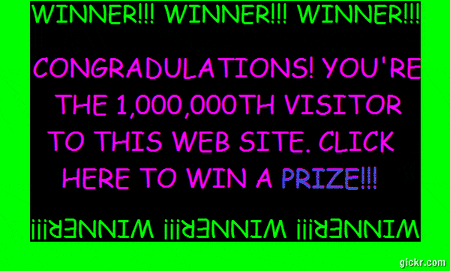 WINNER!!! WINNER!!! WINNER!!!
CONGRADULATIONS! YOU'RE
THE 1,000,000TH VISITOR
TO THIS WEB SITE. CLICK
HERE TO WIN A PRIZE!!!
WINNER!!! WINNER!!! WINNER!!!
gickr.com